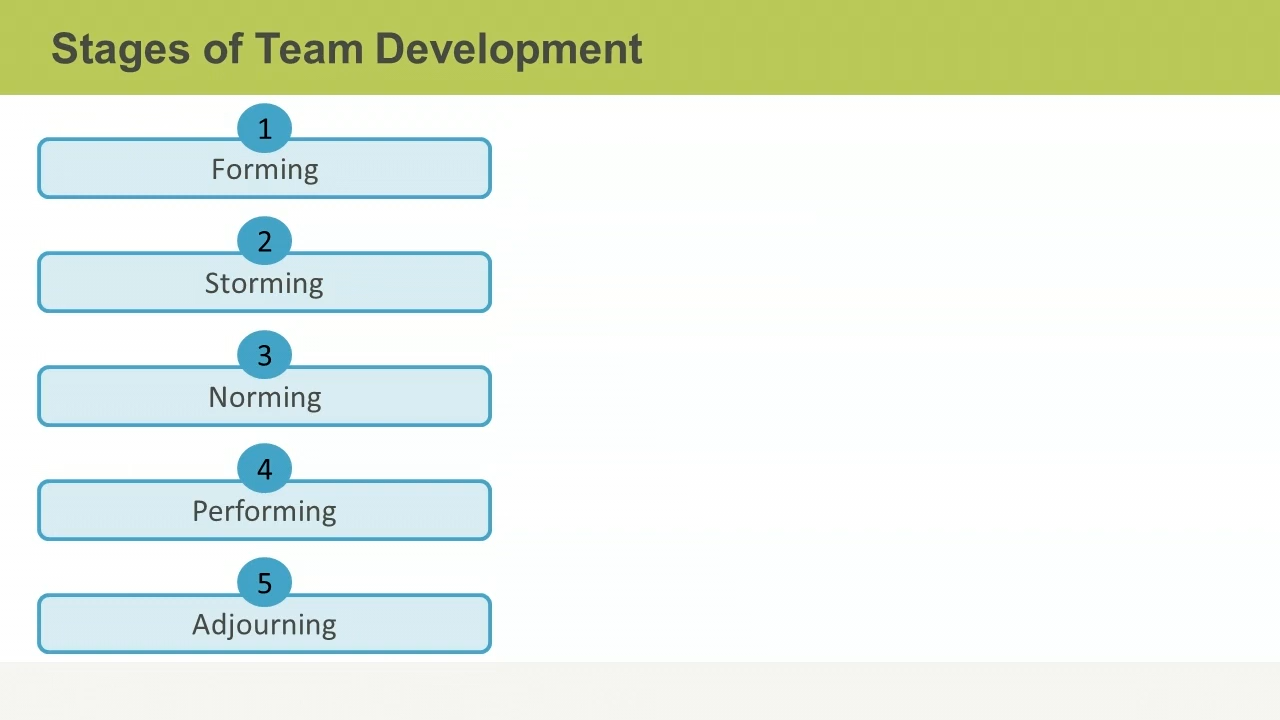 Stages of Team Development
1
Forming
2
Storming
3
Norming
4
Performing
5
Adjourning